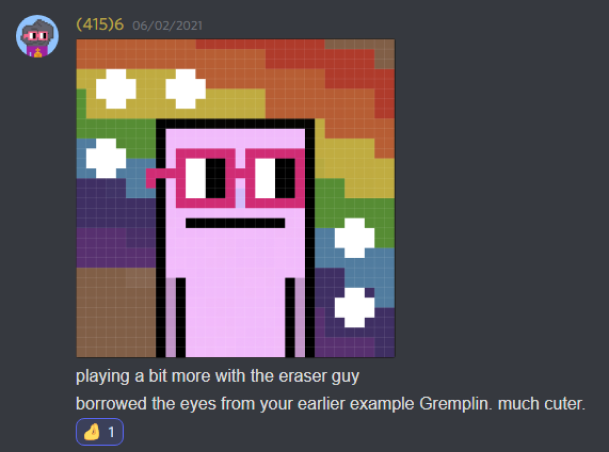 (415)6 06/02/2021
playing a bit more with the eraser guy
borrowed the eyes from your earlier example Gremplin. much cuter.
1